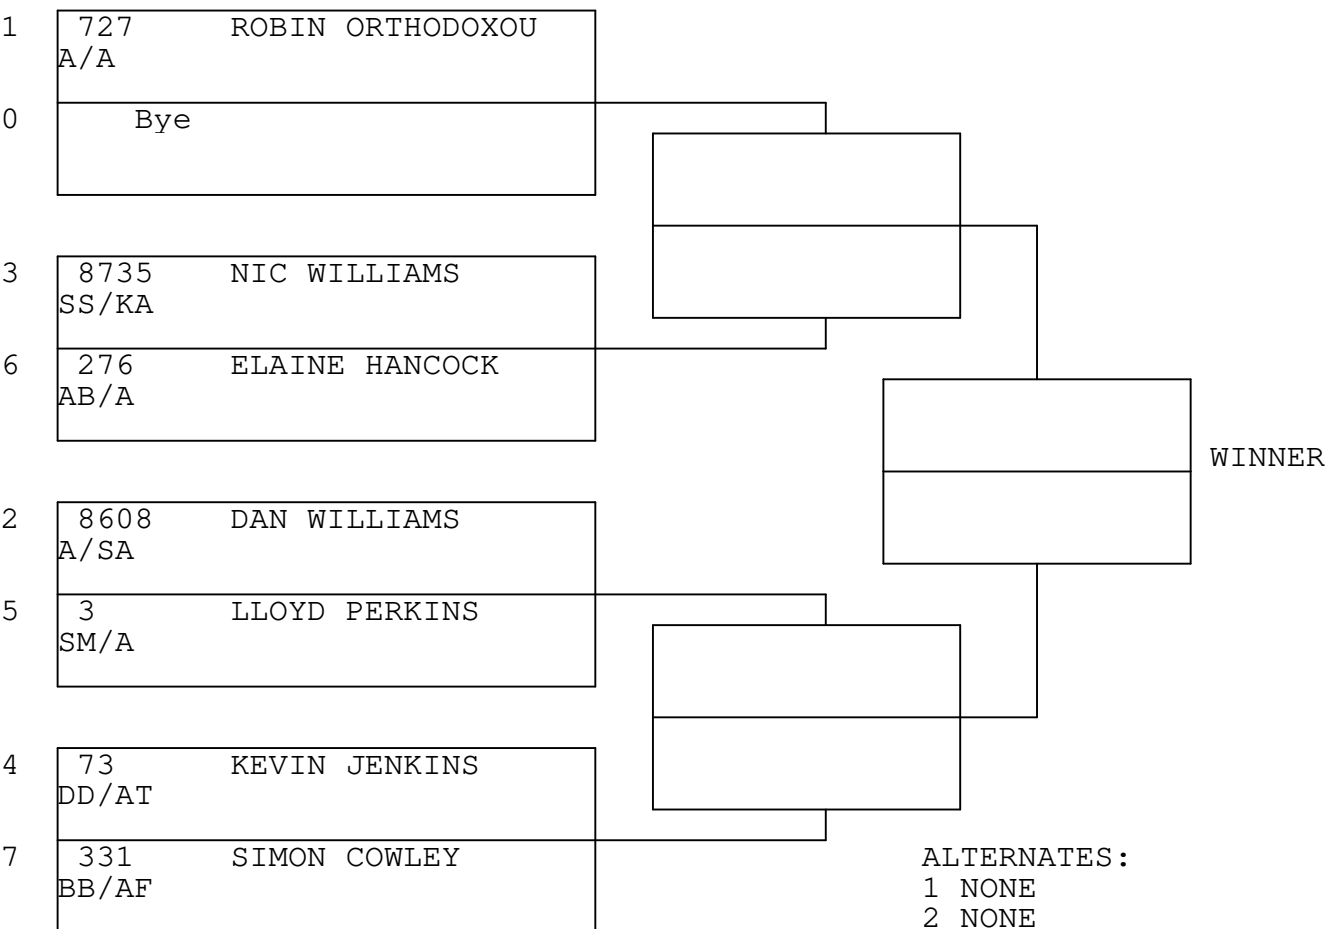 1 727 ROBIN ORTHODOXOU
A/A
0 Bye
3 8735 NIC WILLIAMS
SS/KA
6 276 ELAINE HANCOCK
AB/A
WINNER
2 8608 DAN WILLIAMS
A/SA
5 3 LLOYD PERKINS
SM/A
4 73 KEVIN JENKINS
DD/AT
7 331 SIMON COWLEY
BB/AF
ALTERNATES:
1 NONE
2 NONE